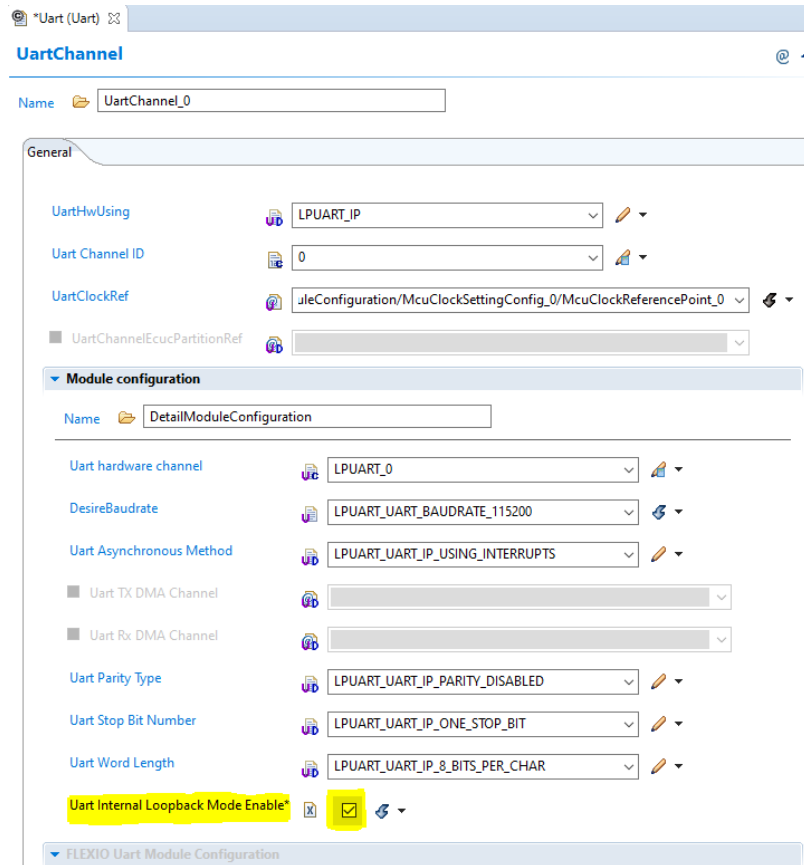 *Uart (Uart)
UartChannel
@
Name UartChannel_0
General
UartHwUsing LPUART_IP
Uart Channel ID 0
UartClockRef uleConfiguration/McuClockSettingConfig_0/McuClockReferencePoint_0
UartChannelEcucPartitionRef
Module configuration
Name DetailModuleConfiguration
Uart hardware channel LPUART_0
DesireBaudrate LPUART_UART_BAUDRATE_115200
Uart Asynchronous Method LPUART_UART_IP_USING_INTERRUPTS
Uart TX DMA Channel
Uart Rx DMA Channel
Uart Parity Type LPUART_UART_IP_PARITY_DISABLED
Uart Stop Bit Number LPUART_UART_IP_ONE_STOP_BIT
Uart Word Length LPUART_UART_IP_8_BITS_PER_CHAR
Uart Internal Loopback Mode Enable*
FLEXIO Uart Module Configuration